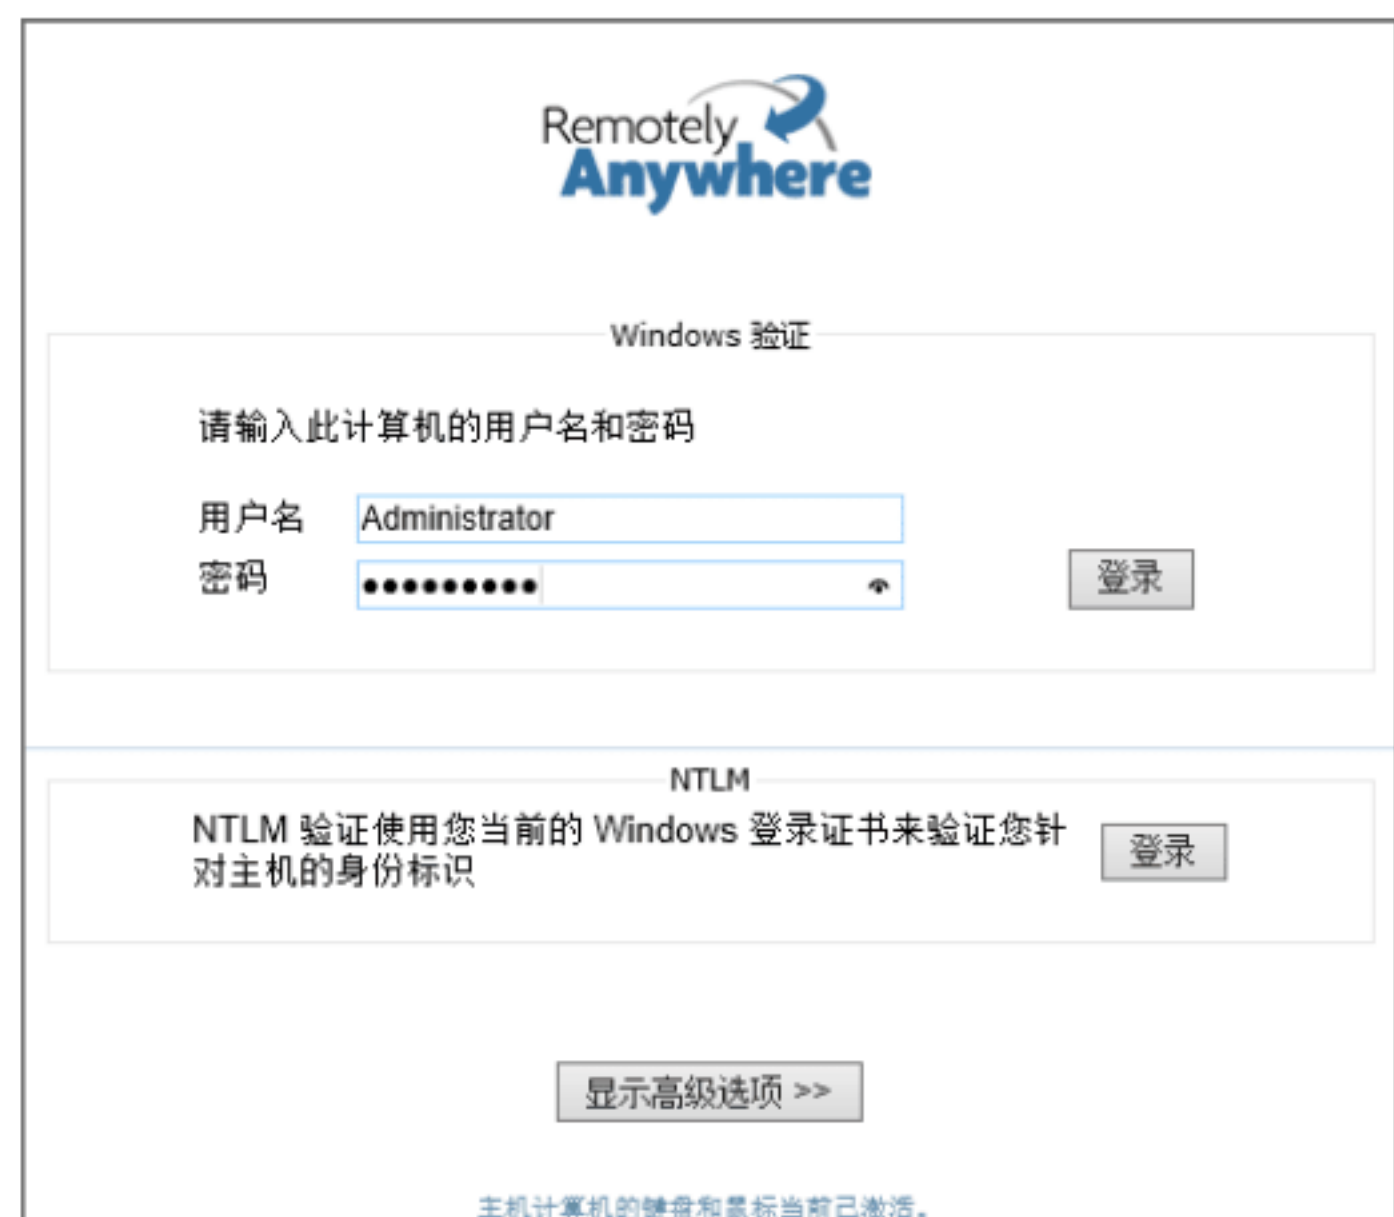 Remotely
Anywhere
Windows 验证
请输入此计算机的用户名和密码
用户名 Administrator
密码 ●●●●●●●●● 登录
NTLM
NTLM 验证使用您当前的 Windows 登录证书来验证您针
对主机的身份标识
登录
显示高级选项 >>
主机计算机的键盘和鼠标当前已激活。